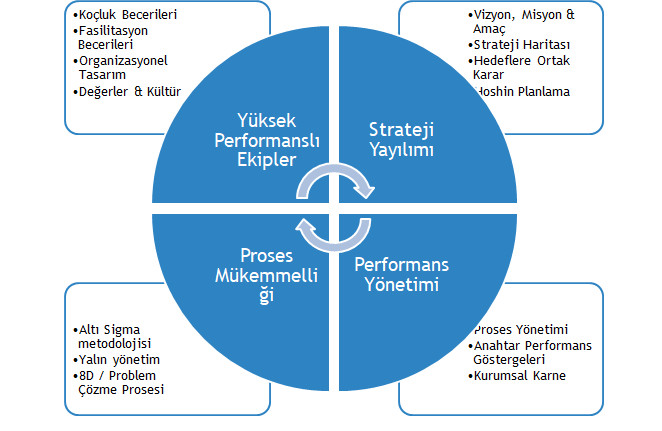 •Koçluk Becerileri
•Fasilitasyon
Becerileri
•Organizasyonel
Tasarım
•Değerler & Kültür
•Vizyon, Misyon &
Amaç
•Strateji Haritası
•Hedeflere Ortak
Karar
Hoshin Planlama
Yüksek
Performanslı
Ekipler
Strateji
Yayılımı
Proses
Mükemmelli
ği
Performans
Yönetimi
•Altı Sigma
metodolojisi
•Yalın yönetim
•8D / Problem
Çözme Prosesi
Proses Yönetimi
•Anahtar Performans
Göstergeleri
•Kurumsal Karne